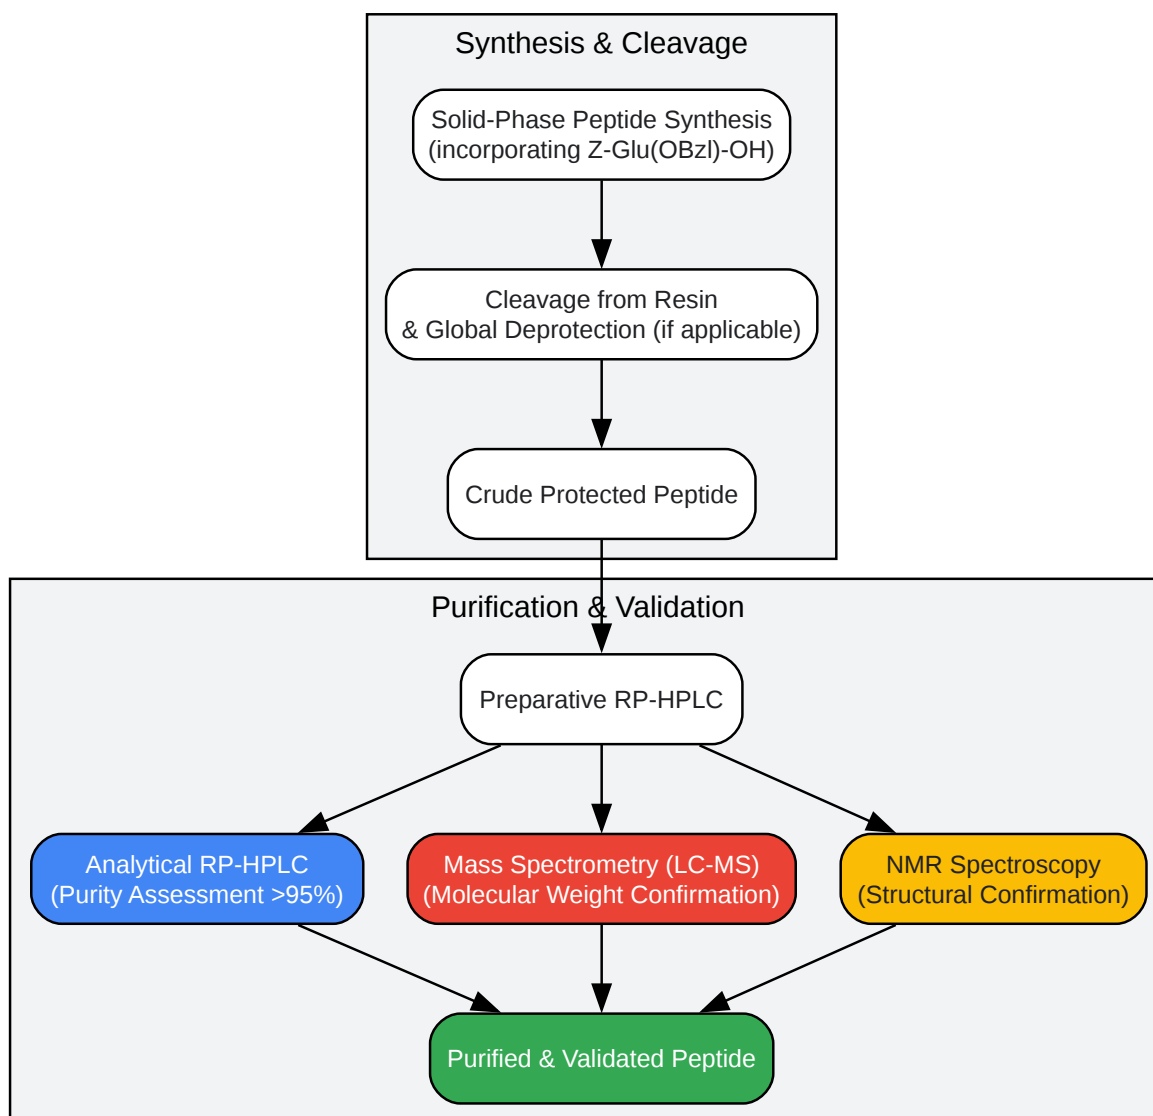 Synthesis & Cleavage
Solid-Phase Peptide Synthesis
(incorporating Z-Glu(OBzl)-OH)
Cleavage from Resin
& Global Deprotection (if applicable)
Crude Protected Peptide
Purification & Validation
Preparative RP-HPLC
Analytical RP-HPLC
(Purity Assessment >95%)
Mass Spectrometry (LC-MS)
(Molecular Weight Confirmation)
NMR Spectroscopy
(Structural Confirmation)
Purified & Validated Peptide